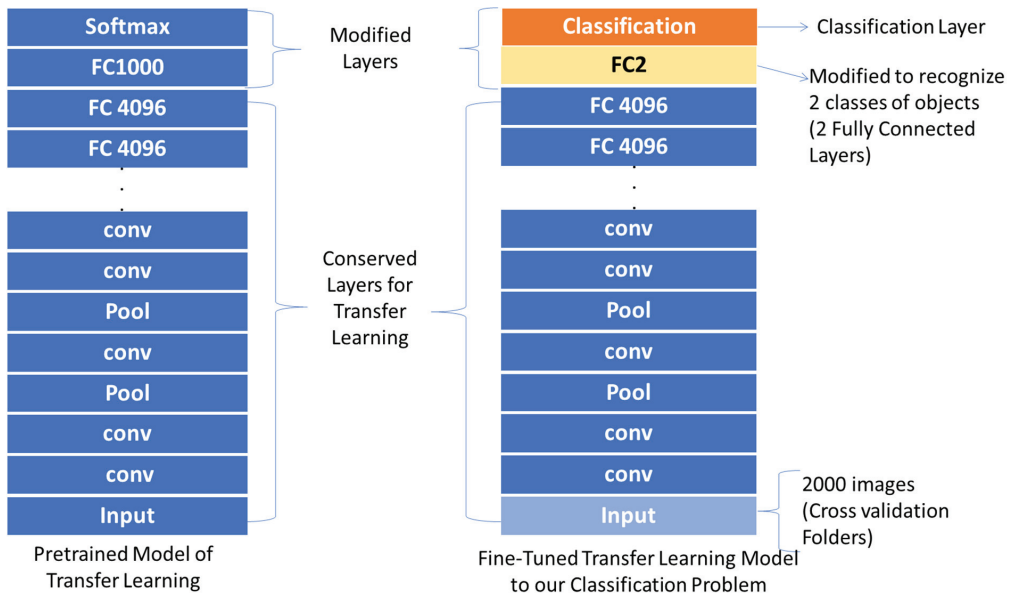 Softmax
FC1000
FC 4096
FC 4096
conv
conv
Pool
conv
Pool
conv
conv
Input
Pretrained Model of
Transfer Learning
Modified
Layers
Conserved
Layers for
Transfer
Learning
Classification
FC2
FC 4096
FC 4096
conv
conv
Pool
conv
Pool
conv
conv
Input
Fine-Tuned Transfer Learning Model
to our Classification Problem
Classification Layer
Modified to recognize
2 classes of objects
(2 Fully Connected
Layers)
2000 images
(Cross validation
Folders)